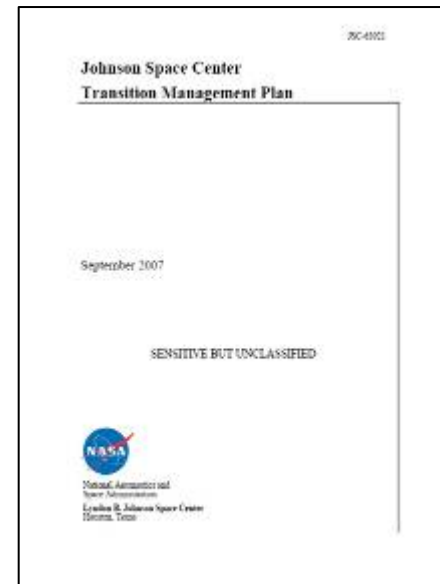 Johnson Space Center
Transition Management Plan
September 2007
SENSITIVE BUT UNCLASSIFIED
NASA
National Aeronautics and
Space Administration
Lyndon B. Johnson Space Center
Houston, Texas